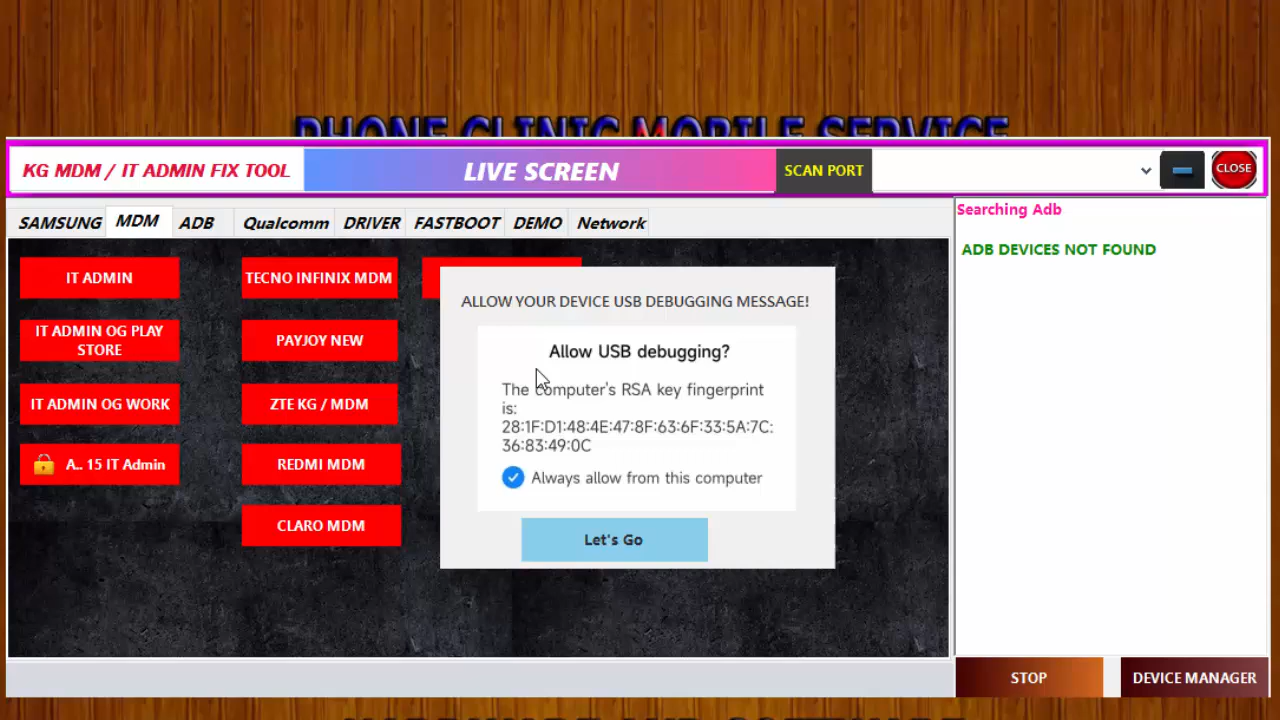 PHONE CLINIC MOBILE SERVICE
KG MDM / IT ADMIN FIX TOOL
LIVE SCREEN
SCAN PORT
CLOSE
SAMSUNG
MDM
ADB
Qualcomm
DRIVER
FASTBOOT
DEMO
Network
Searching Adb
ADB DEVICES NOT FOUND
IT ADMIN
IT ADMIN OG PLAY
STORE
IT ADMIN OG WORK
A.. 15 IT Admin
TECNO INFINIX MDM
PAYJOY NEW
ZTE KG / MDM
REDMI MDM
CLARO MDM
ALLOW YOUR DEVICE USB DEBUGGING MESSAGE!
Allow USB debugging?
The computer's RSA key fingerprint
is:
28:1F:D1:48:4E:47:8F:63:6F:33:5A:7C:
36:83:49:0C
Always allow from this computer
Let's Go
STOP
DEVICE MANAGER